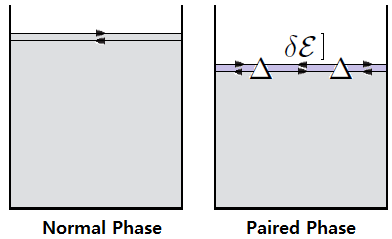 δℰ
Δ Δ
Normal Phase
Paired Phase